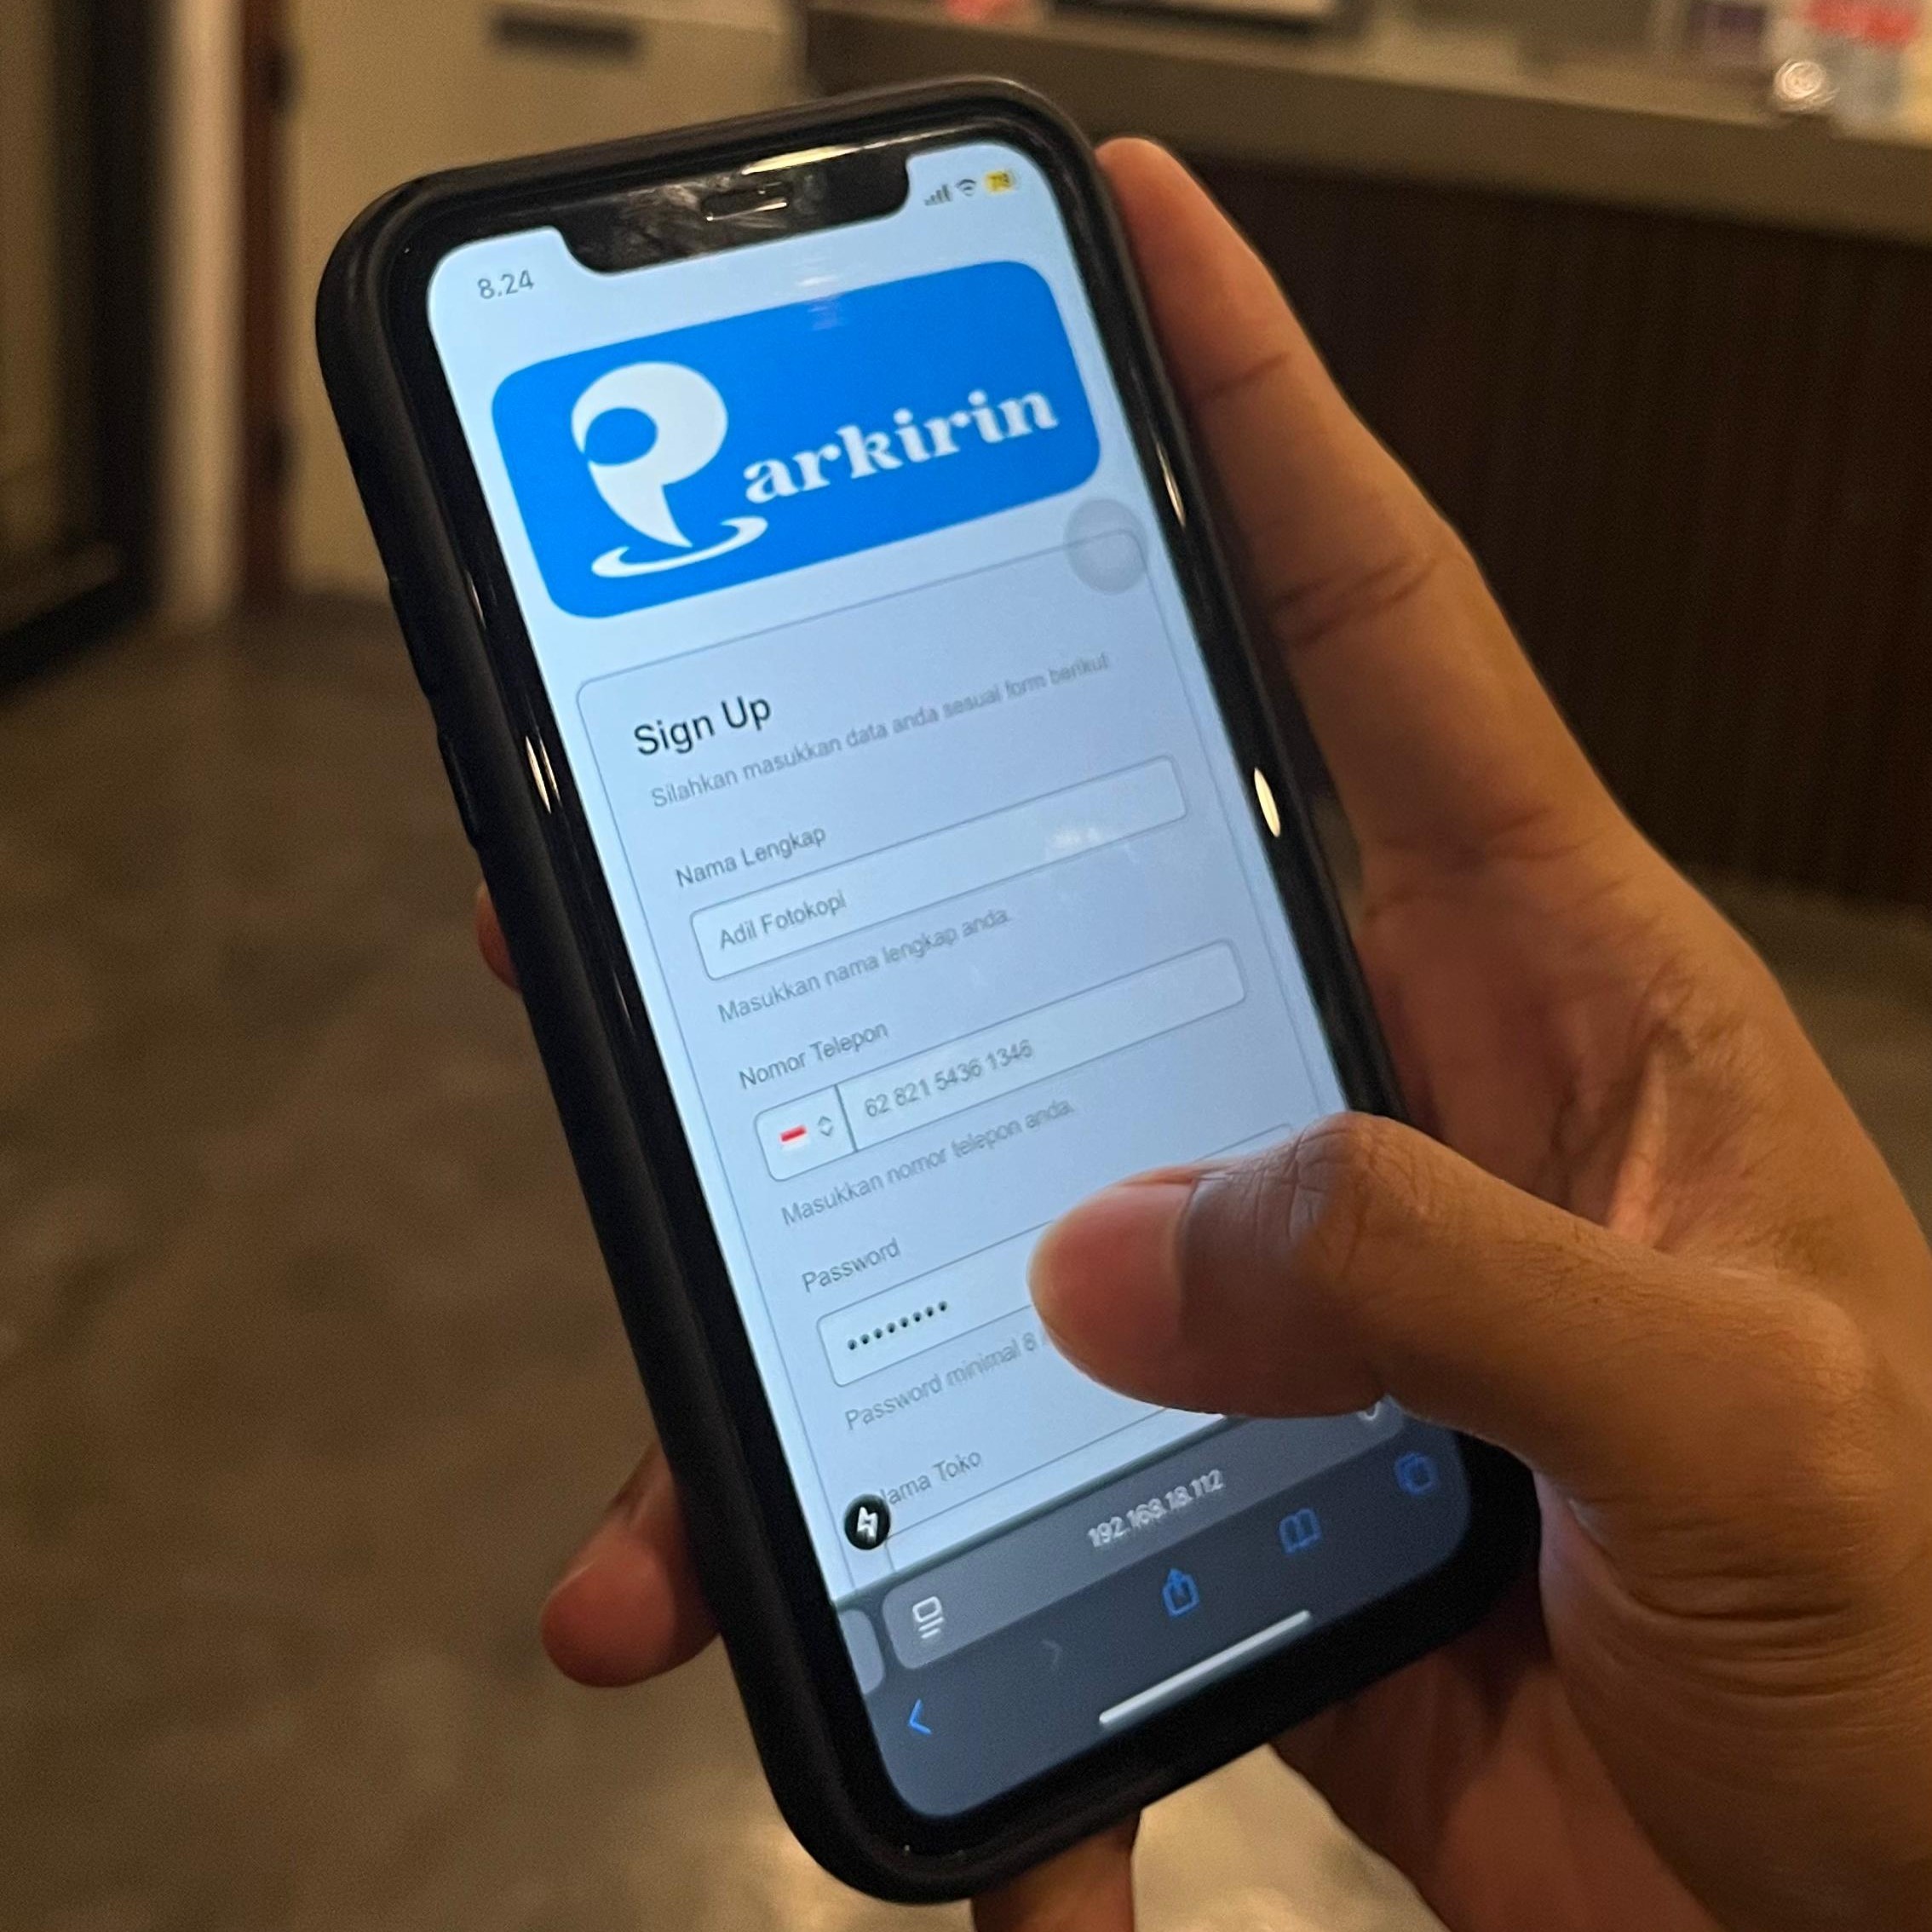 8.24
78
Parkirin
Sign Up
Silahkan masukkan data anda sesuai form berikut
Nama Lengkap
Adil Fotokopi
Masukkan nama lengkap anda.
Nomor Telepon
62 821 5436 1346
Masukkan nomor telepon anda.
Password
••••••••
Password minimal 8
Nama Toko
192.168.18.112